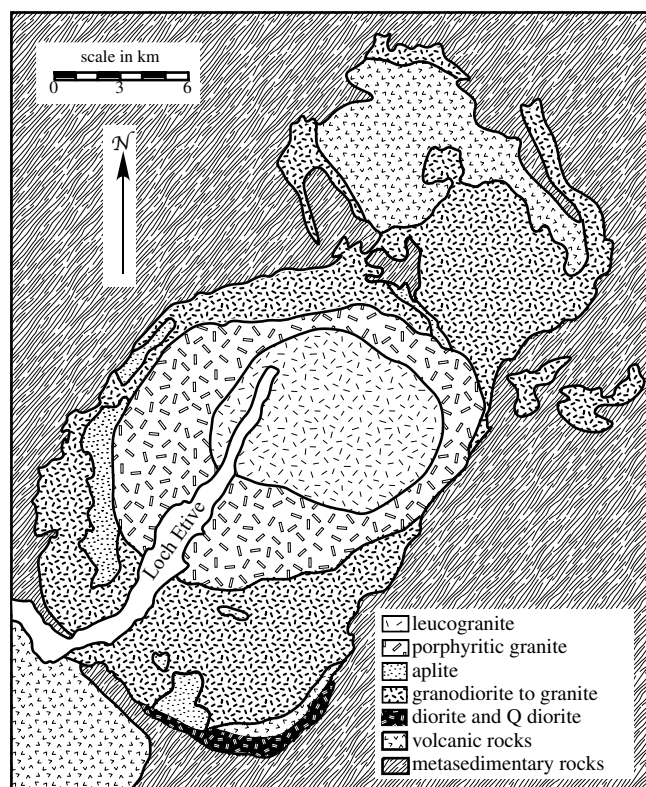 scale in km
0 3 6
N
Loch Etive
leucogranite
porphyritic granite
aplite
granodiorite to granite
diorite and Q diorite
volcanic rocks
metasedimentary rocks